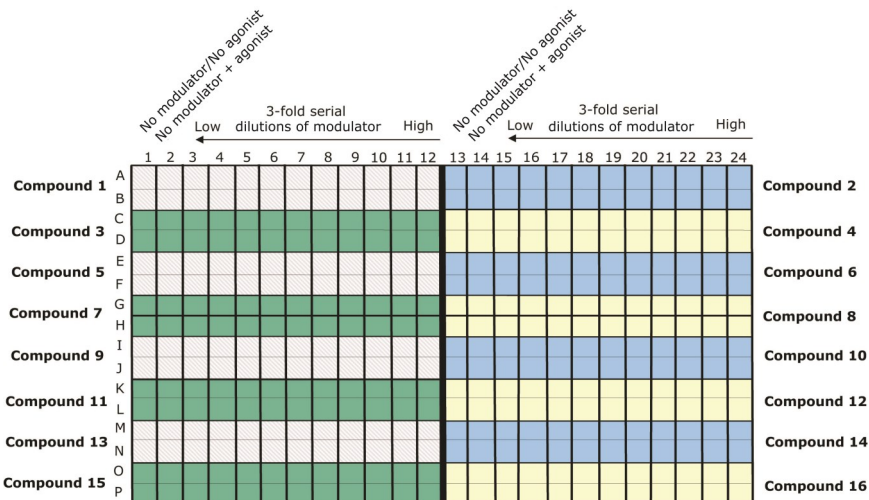 No modulator/No agonist
No modulator + agonist
3-fold serial
Low dilutions of modulator High
No modulator/No agonist
No modulator + agonist
3-fold serial
Low dilutions of modulator High
1 2 3 4 5 6 7 8 9 10 11 12 13 14 15 16 17 18 19 20 21 22 23 24
A
Compound 1 Compound 2
B
C
Compound 3 Compound 4
D
E
Compound 5 Compound 6
F
G
Compound 7 Compound 8
H
I
Compound 9 Compound 10
J
K
Compound 11 Compound 12
L
M
Compound 13 Compound 14
N
O
Compound 15 Compound 16
P